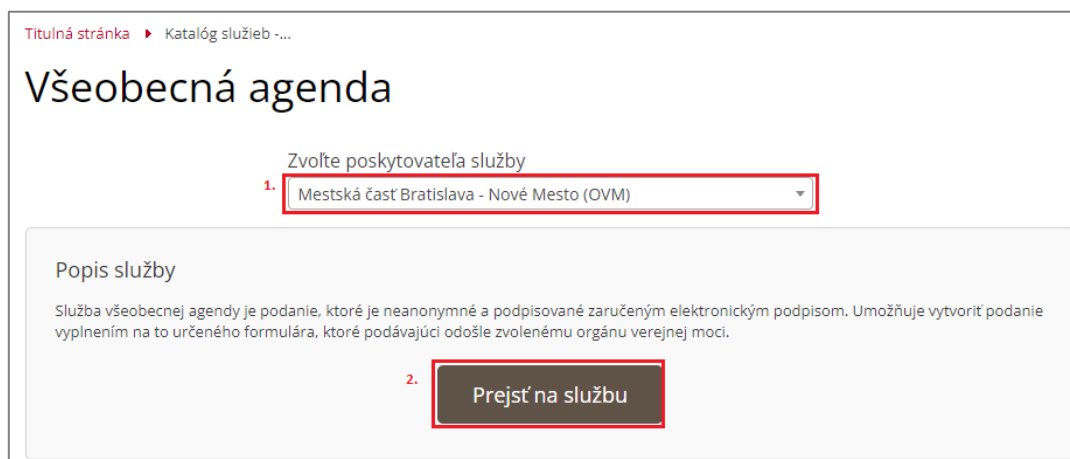 Titulná stránka ▸ Katalóg služieb -...
Všeobecná agenda
Zvoľte poskytovateľa služby
1. Mestská časť Bratislava - Nové Mesto (OVM)
Popis služby
Služba všeobecnej agendy je podanie, ktoré je neanonymné a podpisované zaručeným elektronickým podpisom. Umožňuje vytvoriť podanie
vyplnením na to určeného formulára, ktoré podávajúci odošle zvolenému orgánu verejnej moci.
2. Prejsť na službu